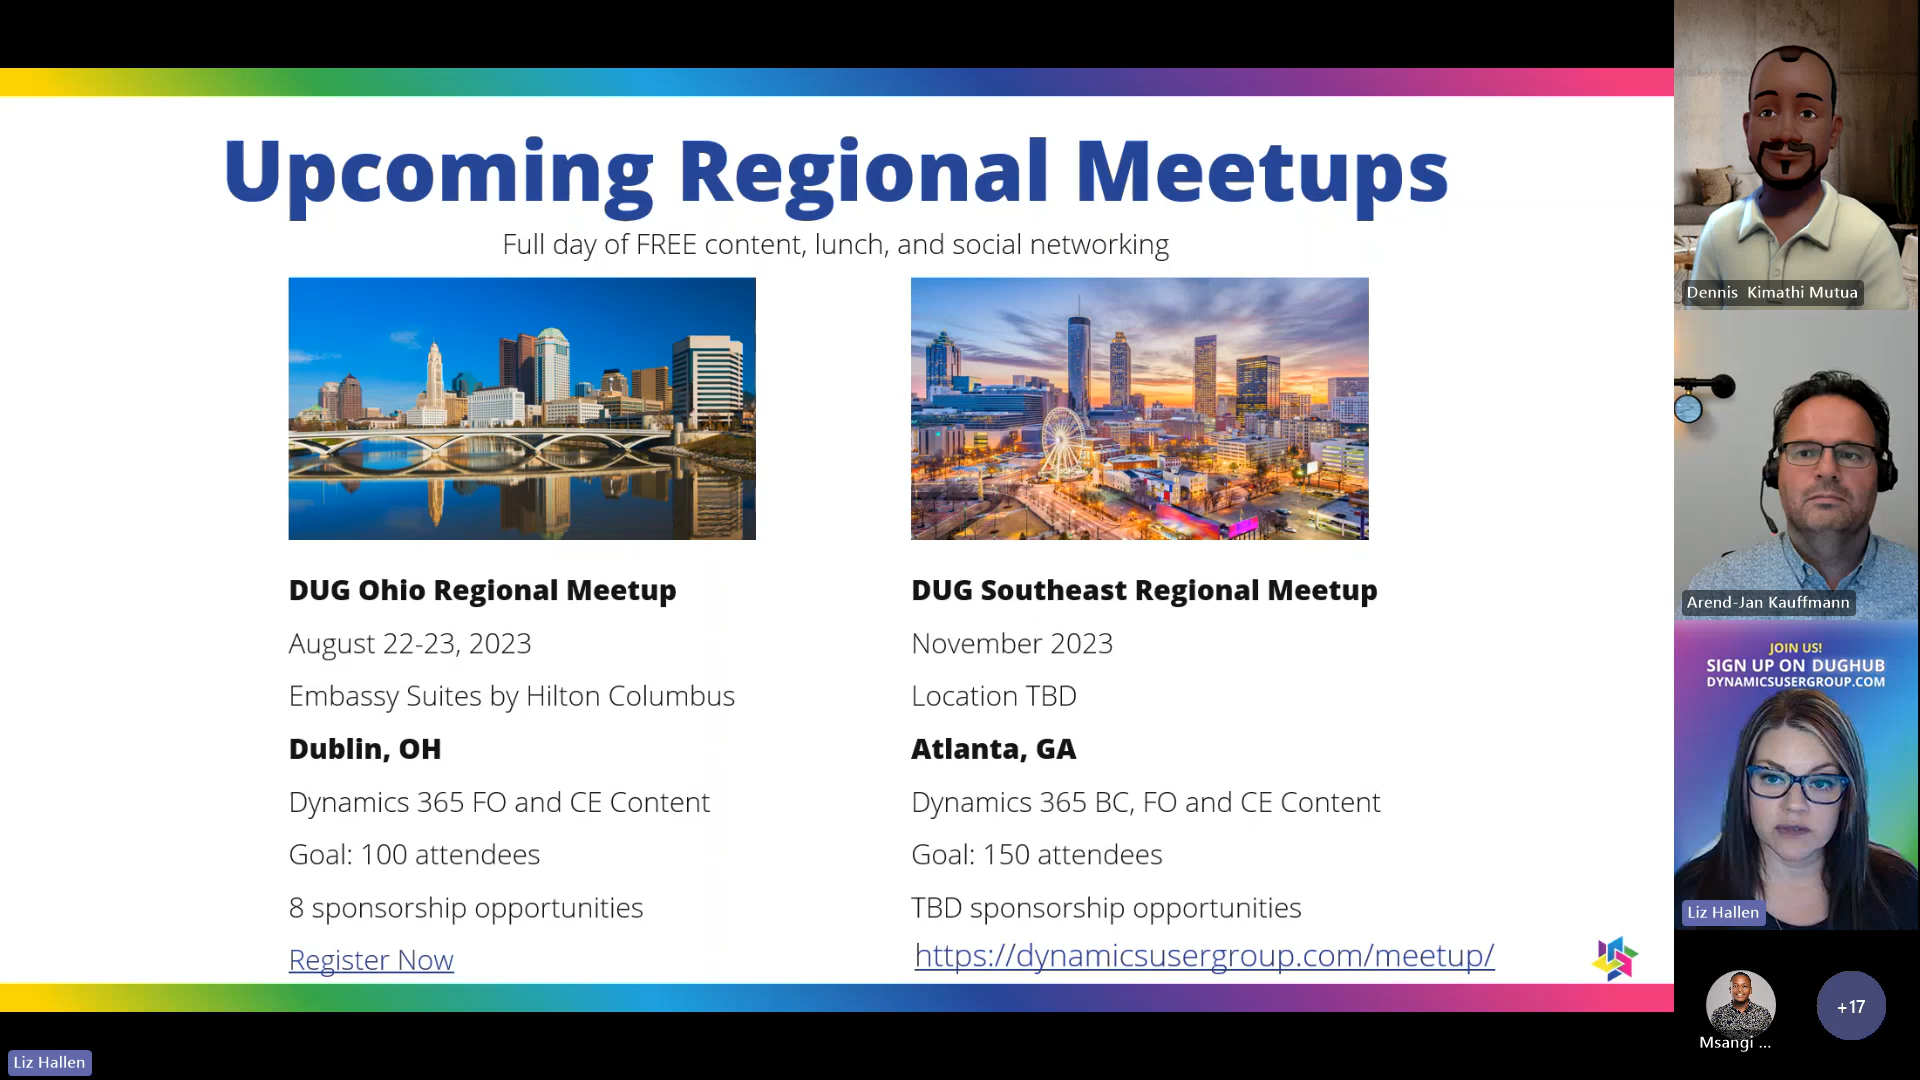 Upcoming Regional Meetups
Full day of FREE content, lunch, and social networking
DUG Ohio Regional Meetup
August 22-23, 2023
Embassy Suites by Hilton Columbus
Dublin, OH
Dynamics 365 FO and CE Content
Goal: 100 attendees
8 sponsorship opportunities
Register Now
DUG Southeast Regional Meetup
November 2023
Location TBD
Atlanta, GA
Dynamics 365 BC, FO and CE Content
Goal: 150 attendees
TBD sponsorship opportunities
https://dynamicsusergroup.com/meetup/
Dennis Kimathi Mutua
Arend-Jan Kauffmann
JOIN US!
SIGN UP ON DUGHUB
DYNAMICSUSERGROUP.COM
Liz Hallen
Msangi ...
+17
Liz Hallen